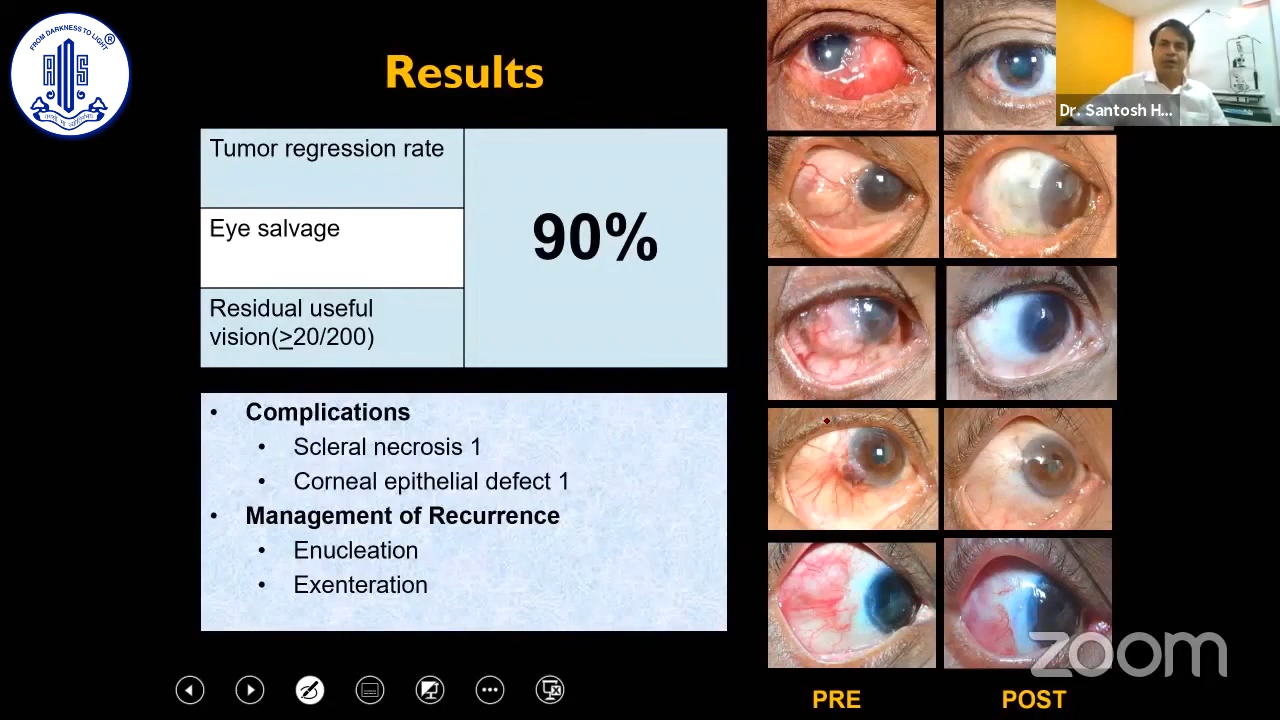 FROM DARKNESS TO LIGHT
®
Results
Tumor regression rate
Eye salvage
Residual useful
vision(≥20/200)
90%
• Complications
• Scleral necrosis 1
• Corneal epithelial defect 1
• Management of Recurrence
• Enucleation
• Exenteration
Dr. Santosh H...
PRE
POST
zoom